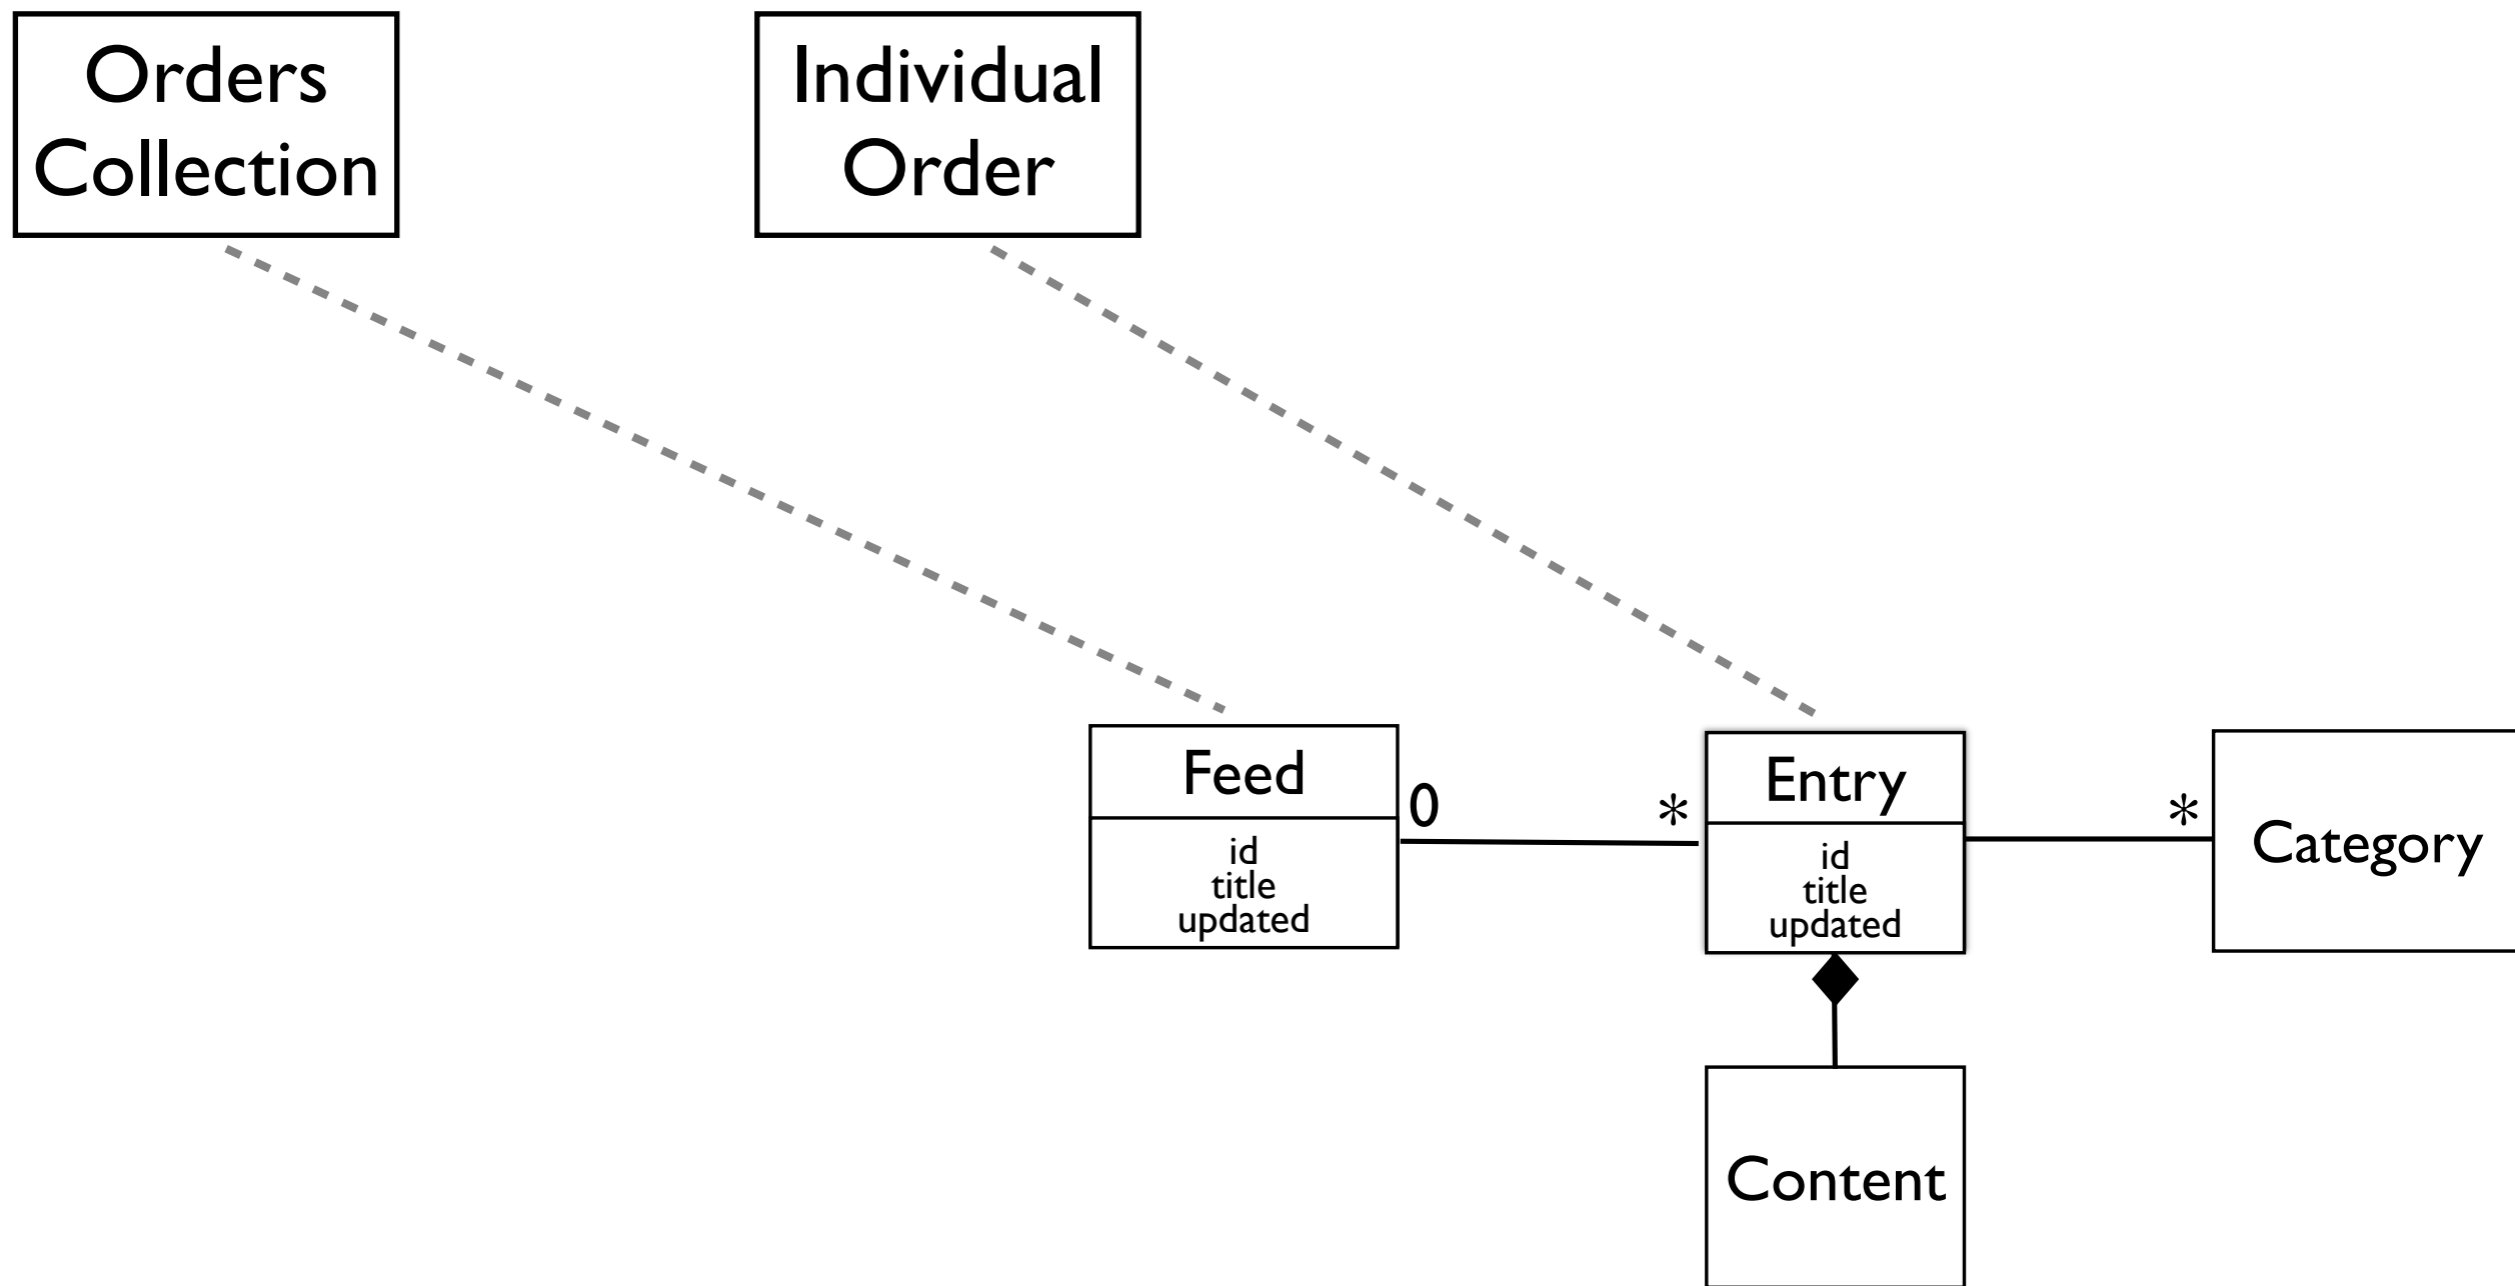 Orders
Collection
Individual
Order
Feed
id
title
updated
0
*
Entry
id
title
updated
*
Category
Content